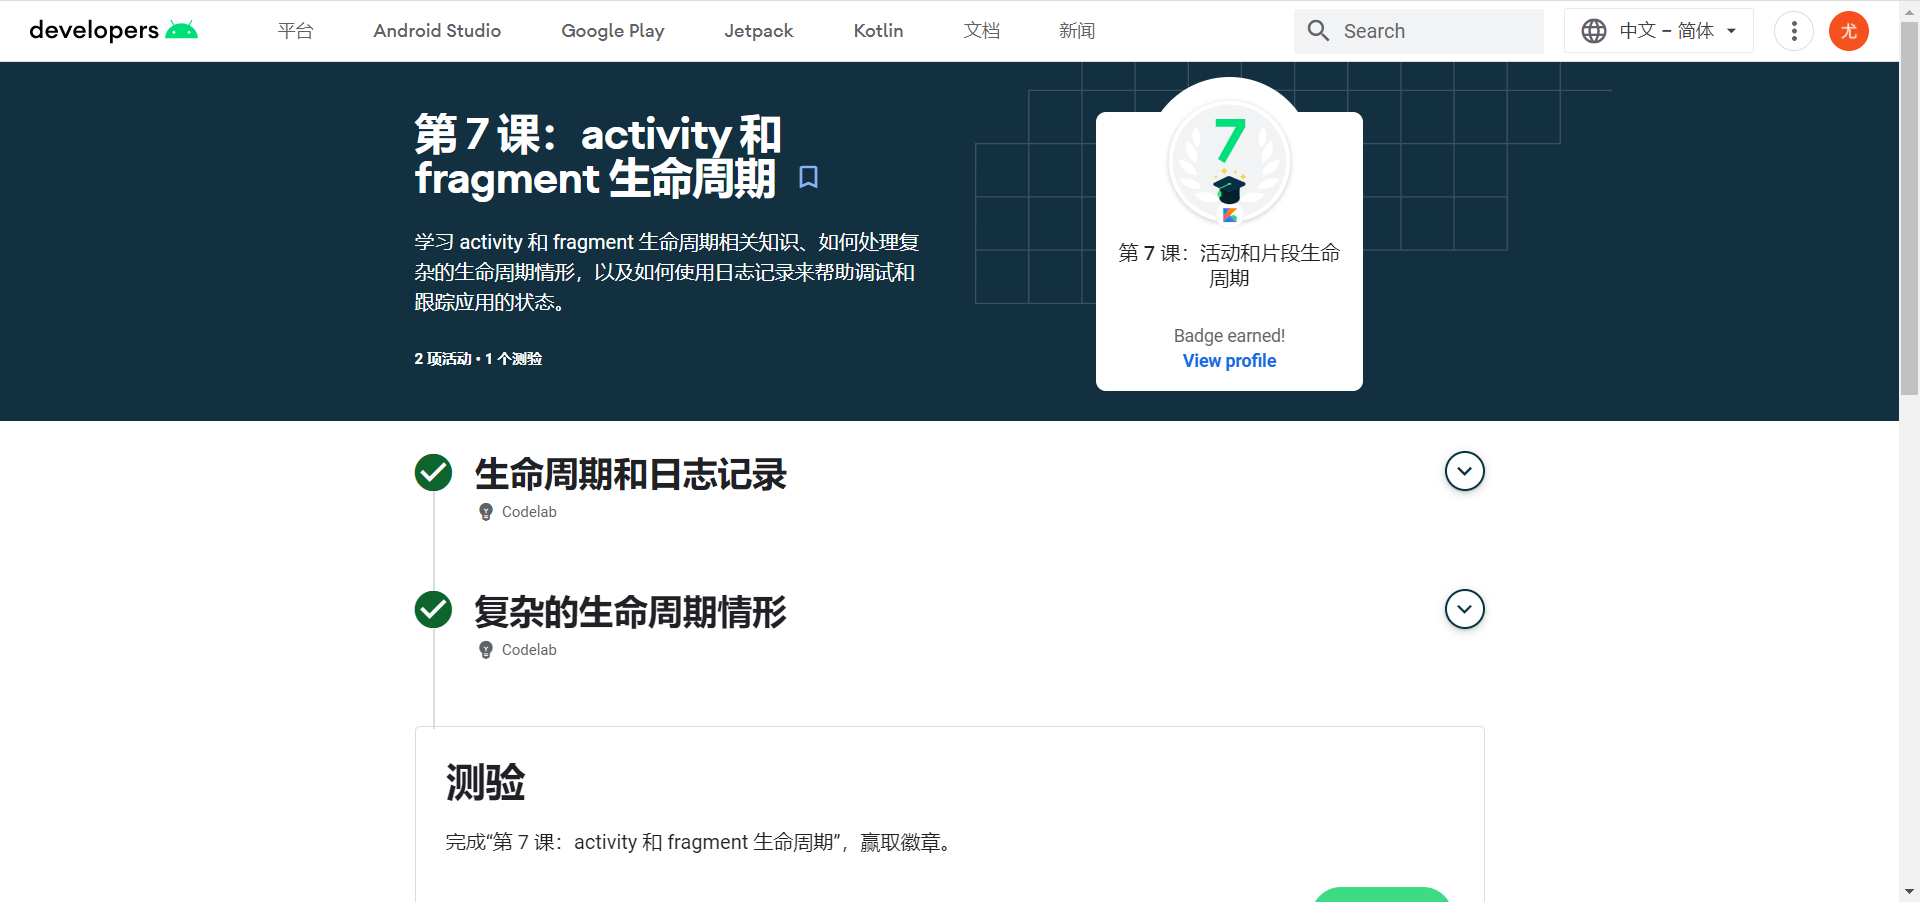 developers
平台
Android Studio
Google Play
Jetpack
Kotlin
文档
新闻
Search
中文 – 简体
尤
第 7 课：activity 和
fragment 生命周期
学习 activity 和 fragment 生命周期相关知识、如何处理复
杂的生命周期情形，以及如何使用日志记录来帮助调试和
跟踪应用的状态。
2 项活动 • 1 个测验
7
第 7 课：活动和片段生命
周期
Badge earned!
View profile
生命周期和日志记录
Codelab
复杂的生命周期情形
Codelab
测验
完成“第 7 课：activity 和 fragment 生命周期”，赢取徽章。